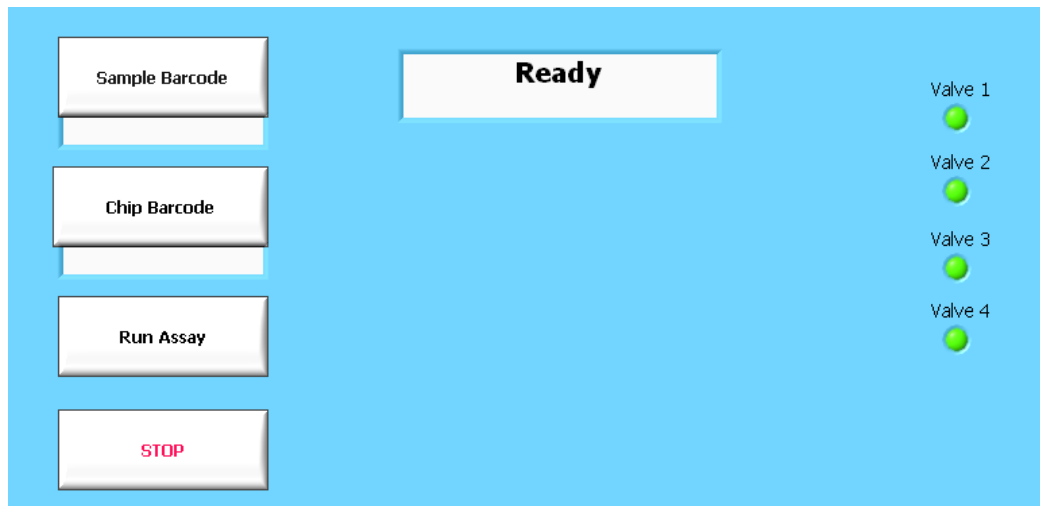 Sample Barcode
Ready
Valve 1
Valve 2
Chip Barcode
Valve 3
Valve 4
Run Assay
STOP